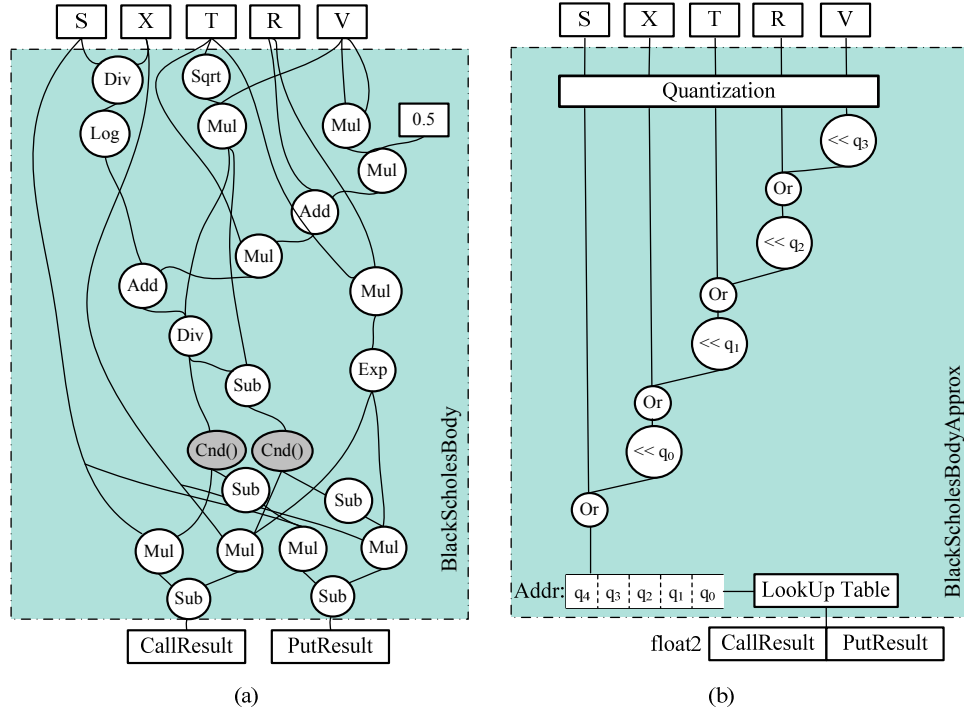 S X T R V
Div
Sqrt
Log
Mul
Mul
0.5
Mul
Add
Mul
Add
Mul
Div
Exp
Sub
Cnd()
Cnd()
Sub
Sub
Mul
Mul
Mul
Mul
Sub
Sub
BlackScholesBody
CallResult
PutResult
(a)
S X T R V
Quantization
<< q₃
Or
<< q₂
Or
<< q₁
Or
<< q₀
Or
BlackScholesBodyApprox
Addr: q₄ q₃ q₂ q₁ q₀
LookUp Table
float2 CallResult PutResult
(b)